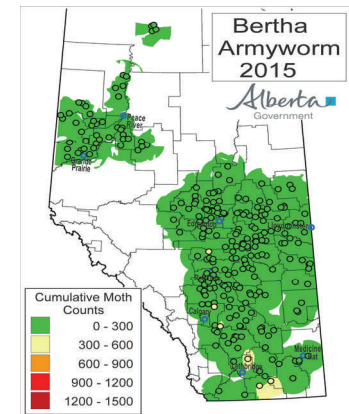 Bertha
Armyworm
2015
Alberta
Government
Peace
River
Grande
Prairie
Calgary
Medicine
Hat
Lethbridge
Cumulative Moth
Counts
0 - 300
300 - 600
600 - 900
900 - 1200
1200 - 1500